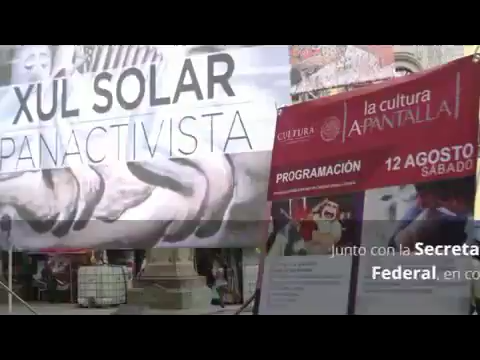 XUL SOLAR
PANACTIVISTA
la cultura
A-PANTALLA
CULTURA
PROGRAMACIÓN
12 AGOSTO
SÁBADO
Junto con la Secreta
Federal, en co